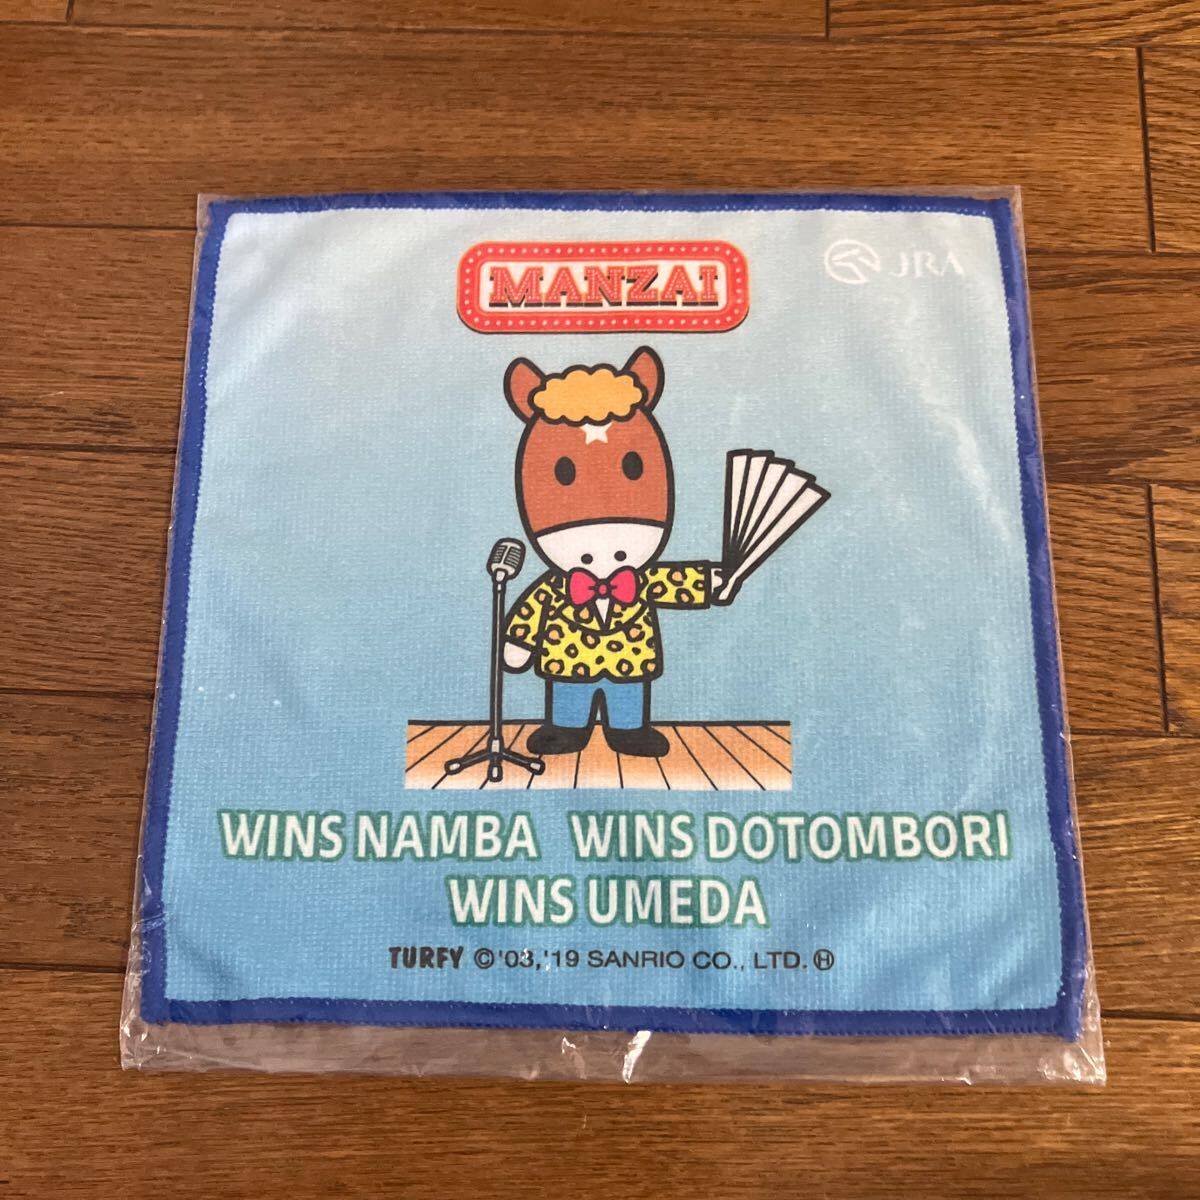 MANZAI
JRA
WINS NAMBA WINS DOTOMBORI
WINS UMEDA
TURFY ©'03,'19 SANRIO CO., LTD. Ⓗ